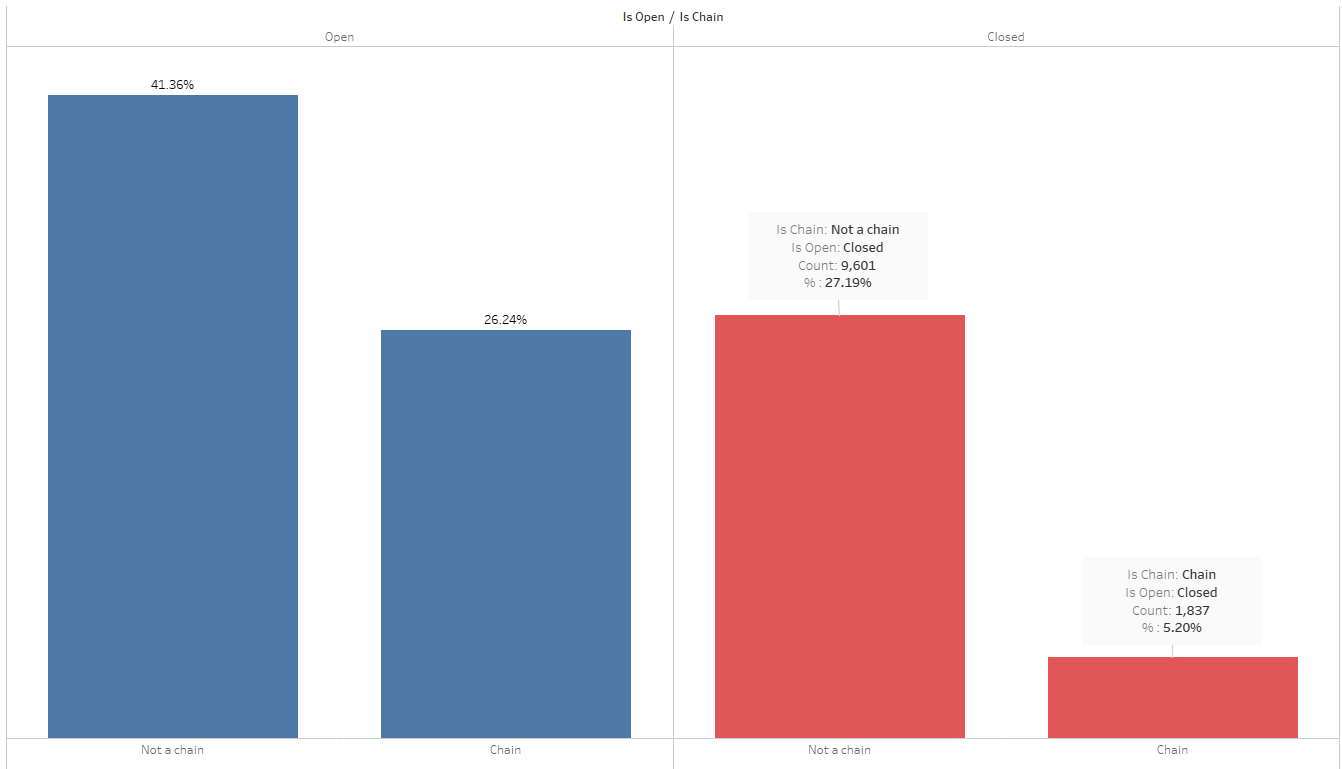 Is Open / Is Chain
Open
Closed
41.36%
26.24%
Is Chain: Not a chain
Is Open: Closed
Count: 9,601
% : 27.19%
Is Chain: Chain
Is Open: Closed
Count: 1,837
% : 5.20%
Not a chain
Chain
Not a chain
Chain